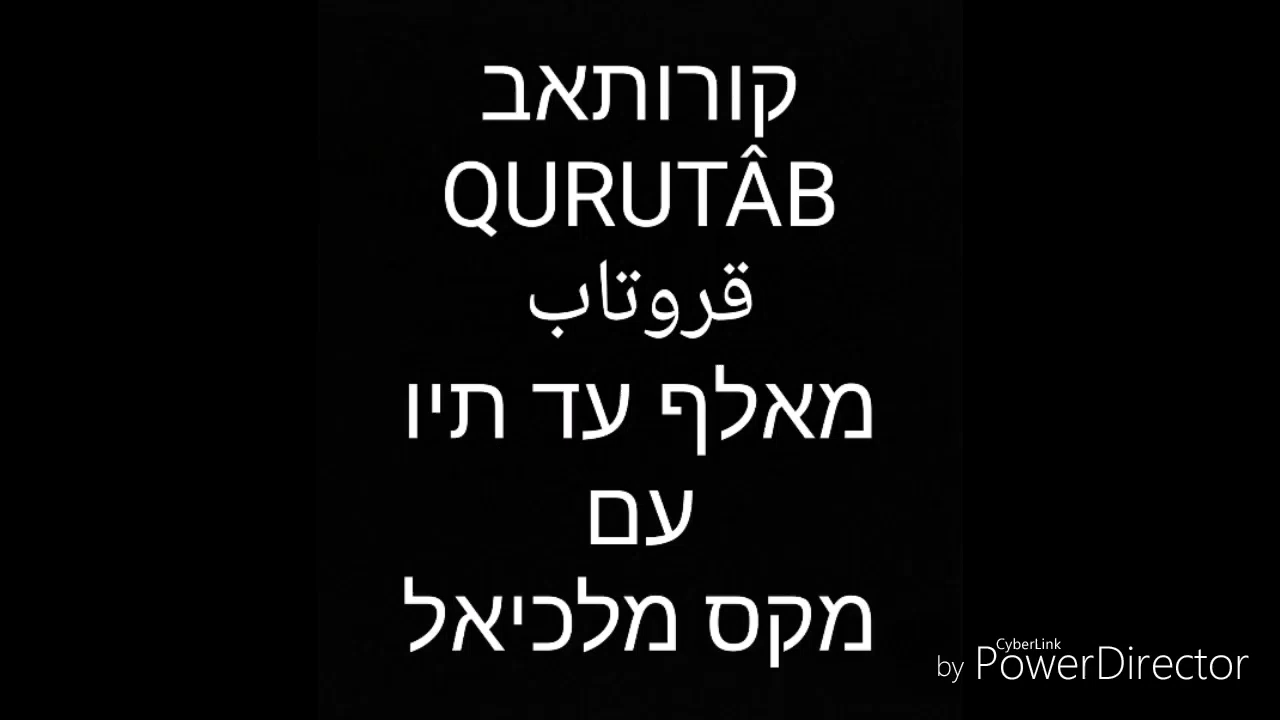 קורותאב
QURUTÂB
قروتاب
מאלף עד תיו
עם
מקס מלכיאל
by CyberLink PowerDirector